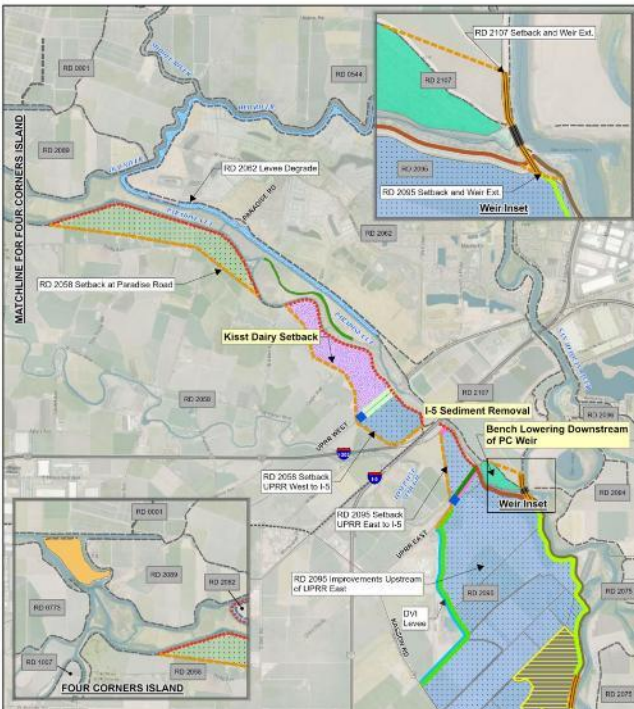 RD 0001
RD 0544
RD 2089
RD 2062 Levee Degrade
PARADISE RD
MATCHLINE FOR FOUR CORNERS ISLAND
RD 2062
RD 2058 Setback at Paradise Road
PARADISE CUT
Kisst Dairy Setback
RD 2058
RD 2107
I-5 Sediment Removal
Bench Lowering Downstream
of PC Weir
UPRR WEST
RD 2058 Setback
UPRR West to I-5
RD 2095 Setback
UPRR East to I-5
UPRR EAST
Weir Inset
RD 2095 Improvements Upstream
of UPRR East
RD 2095
DVI
Levee
RD 2096
RD 2075
RD 2075
RD 2107 Setback and Weir Ext.
RD 2107
RD 2095
RD 2095 Setback and Weir Ext.
Weir Inset
RD 0001
RD 2089
RD 2058
FOUR CORNERS ISLAND